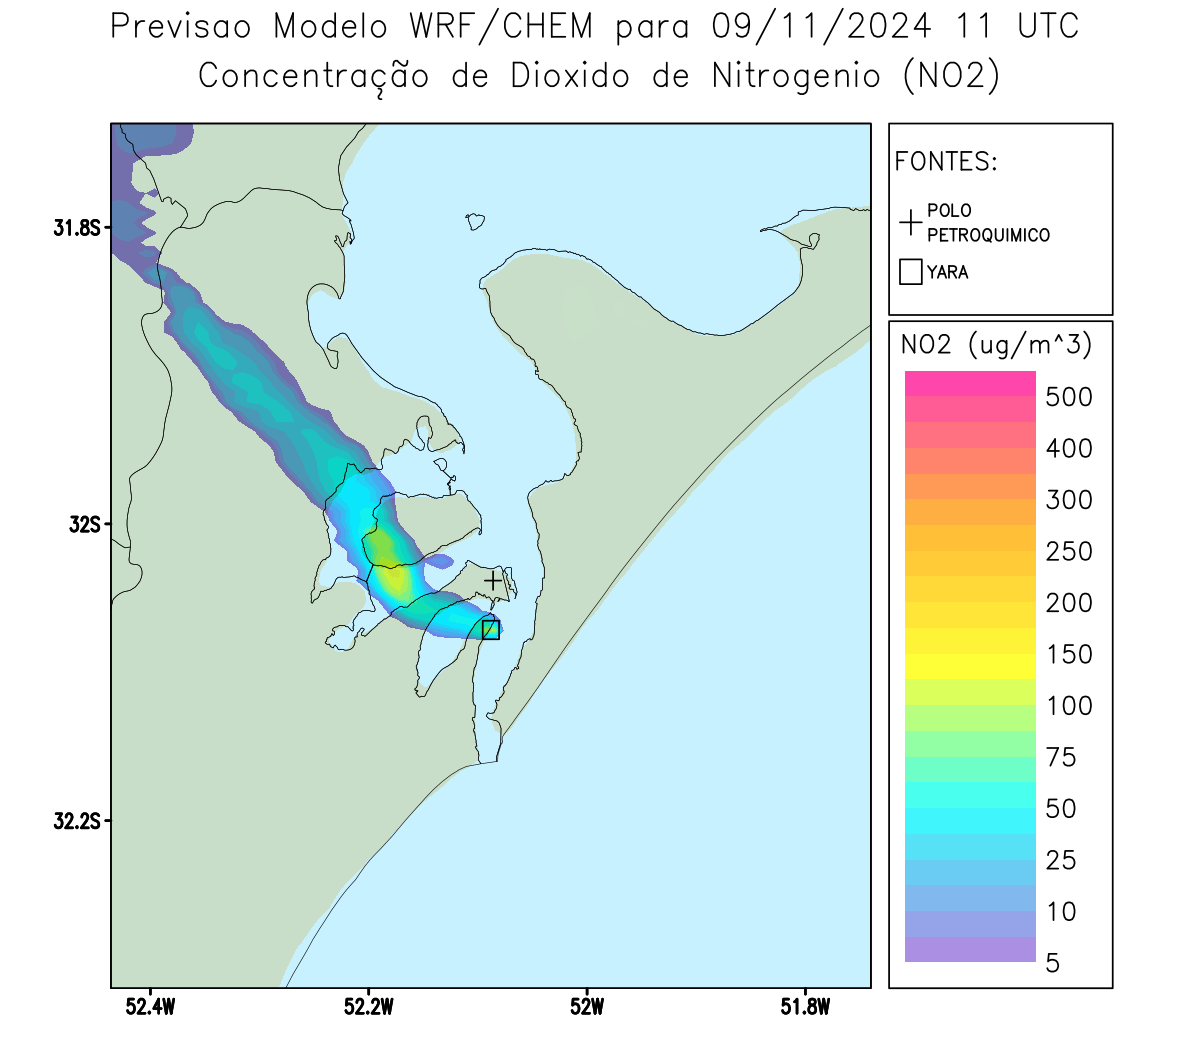 Previsao Modelo WRF/CHEM para 09/11/2024 11 UTC
Concentração de Dioxido de Nitrogenio (NO2)
FONTES:
POLO
PETROQUIMICO
YARA
NO2 (ug/m^3)
500
400
300
250
200
150
100
75
50
25
10
5
31.8S
32S
32.2S
52.4W
52.2W
52W
51.8W